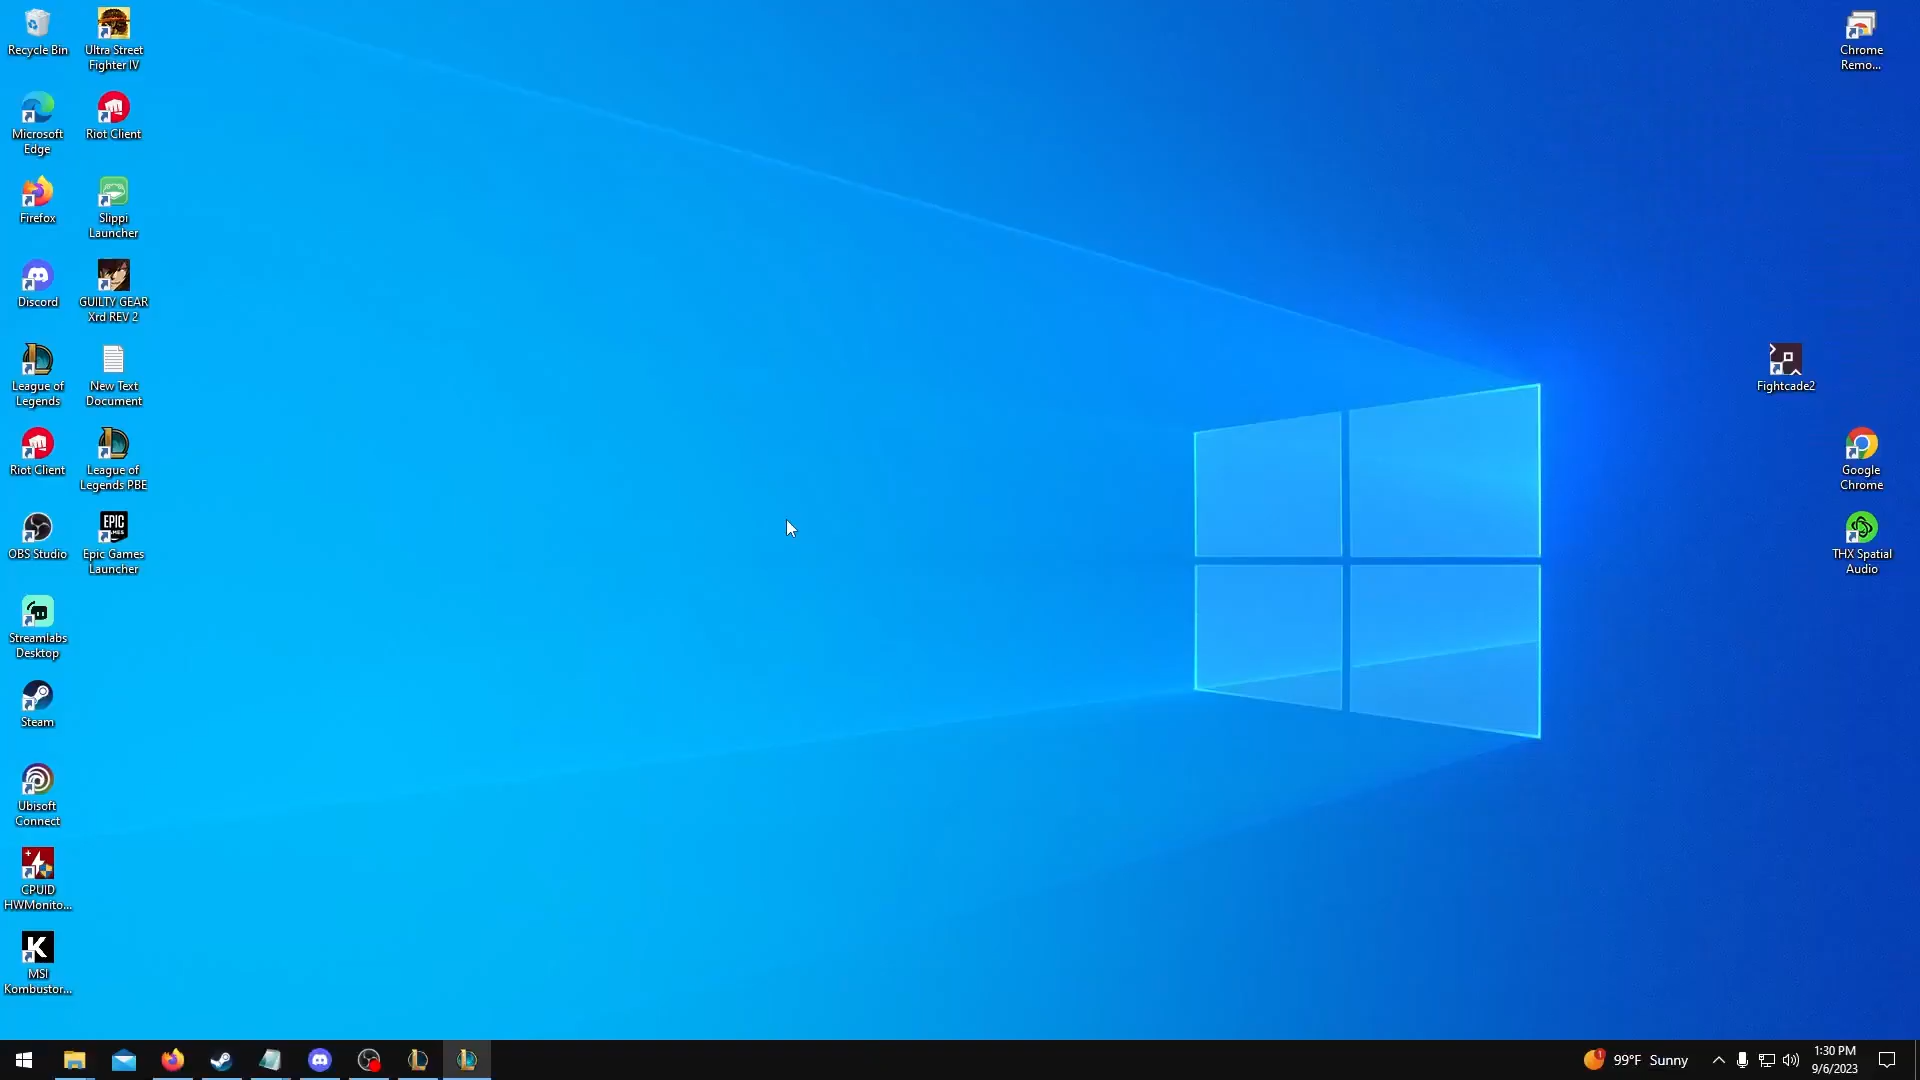 Recycle Bin
Ultra Street
Fighter IV
Microsoft
Edge
Riot Client
Firefox
Slippi
Launcher
Discord
GUILTY GEAR
Xrd REV 2
League of
Legends
New Text
Document
Riot Client
League of
Legends PBE
OBS Studio
EPIC
GAMES
Epic Games
Launcher
Streamlabs
Desktop
Steam
Ubisoft
Connect
CPUID
HWMonito...
K
MSI
Kombustor...
Chrome
Remo...
Fightcade2
Google
Chrome
THX Spatial
Audio
1
99°F Sunny
1:30 PM
9/6/2023